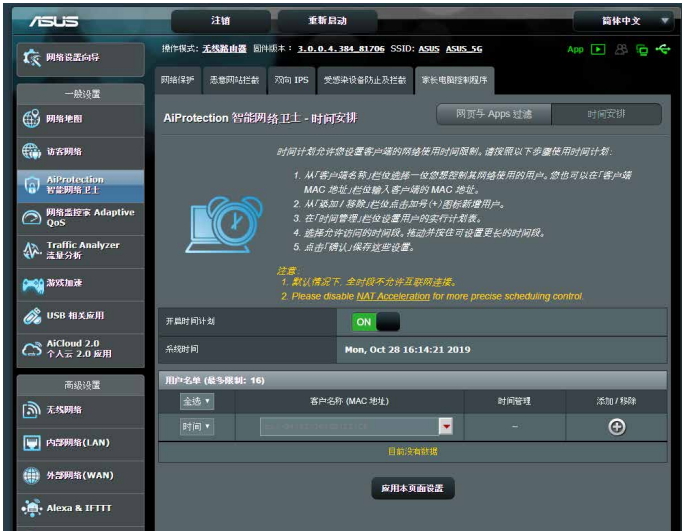 ASUS
注销
重新启动
简体中文
操作模式: 无线路由器 固件版本: 3.0.0.4.384_81706 SSID: ASUS ASUS_5G
App
网络设置向导
一般设置
网络地图
访客网络
AiProtection
智能网络卫士
网络监控家 Adaptive
QoS
Traffic Analyzer
流量分析
游戏加速
USB 相关应用
AiCloud 2.0
个人云 2.0 应用
高级设置
无线网络
内部网络(LAN)
外部网络(WAN)
Alexa & IFTTT
网络保护
恶意网站拦截
双向 IPS
受感染设备防止及拦截
家长电脑控制程序
AiProtection 智能网络卫士 - 时间安排
网页与 Apps 过滤
时间安排
时间计划允许您设置客户端的网络使用时间限制。请按照以下步骤使用时间计划:
1. 从「客户端名称」栏位选择一位您想控制其网络使用的用户。您也可以在「客户端
MAC 地址」栏位输入客户端的 MAC 地址。
2. 从「添加 / 移除」栏位点击加号(+)图标新增用户。
3. 在「时间管理」栏位设置用户的实行计划表。
4. 选择允许访问的时间段。拖动并按住可设置更长的时间段。
5. 点击「确认」保存这些设置。
注意:
1. 默认情况下, 全时段不允许互联网连接。
2. Please disable NAT Acceleration for more precise scheduling control.
开启时间计划
ON
系统时间
Mon, Oct 28 16:14:21 2019
用户名单 (最多限制: 16)
全选
客户名称 (MAC 地址)
时间管理
添加 / 移除
时间
–
目前没有数据
应用本页面设置